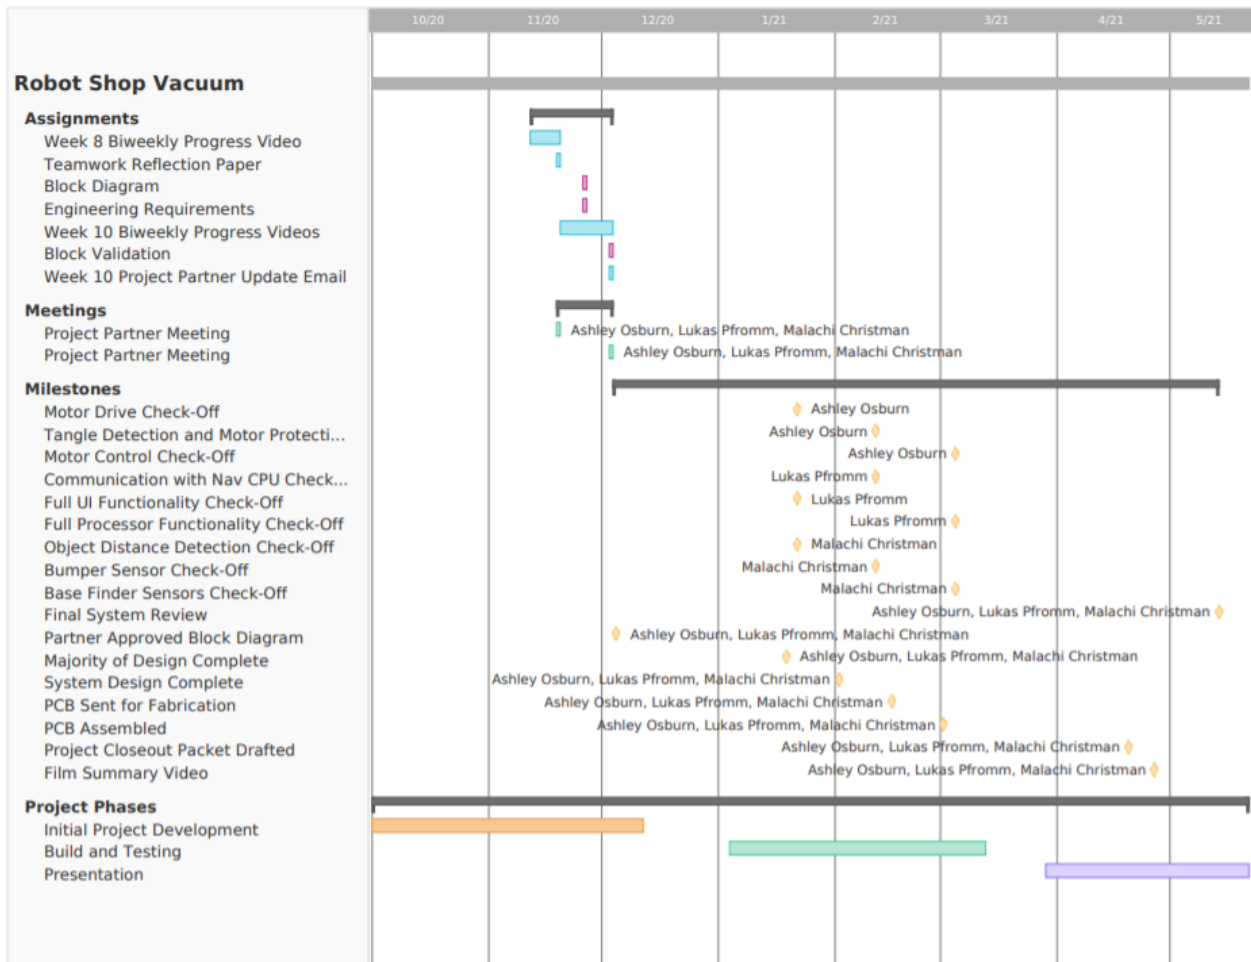 10/20 11/20 12/20 1/21 2/21 3/21 4/21 5/21
Robot Shop Vacuum
Assignments
Week 8 Biweekly Progress Video
Teamwork Reflection Paper
Block Diagram
Engineering Requirements
Week 10 Biweekly Progress Videos
Block Validation
Week 10 Project Partner Update Email
Meetings
Project Partner Meeting Ashley Osburn, Lukas Pfromm, Malachi Christman
Project Partner Meeting Ashley Osburn, Lukas Pfromm, Malachi Christman
Milestones
Motor Drive Check-Off Ashley Osburn
Tangle Detection and Motor Protecti... Ashley Osburn
Motor Control Check-Off Ashley Osburn
Communication with Nav CPU Check... Lukas Pfromm
Full UI Functionality Check-Off Lukas Pfromm
Full Processor Functionality Check-Off Lukas Pfromm
Object Distance Detection Check-Off Malachi Christman
Bumper Sensor Check-Off Malachi Christman
Base Finder Sensors Check-Off Malachi Christman
Final System Review Ashley Osburn, Lukas Pfromm, Malachi Christman
Partner Approved Block Diagram Ashley Osburn, Lukas Pfromm, Malachi Christman
Majority of Design Complete Ashley Osburn, Lukas Pfromm, Malachi Christman
System Design Complete Ashley Osburn, Lukas Pfromm, Malachi Christman
PCB Sent for Fabrication Ashley Osburn, Lukas Pfromm, Malachi Christman
PCB Assembled Ashley Osburn, Lukas Pfromm, Malachi Christman
Project Closeout Packet Drafted Ashley Osburn, Lukas Pfromm, Malachi Christman
Film Summary Video Ashley Osburn, Lukas Pfromm, Malachi Christman
Project Phases
Initial Project Development
Build and Testing
Presentation